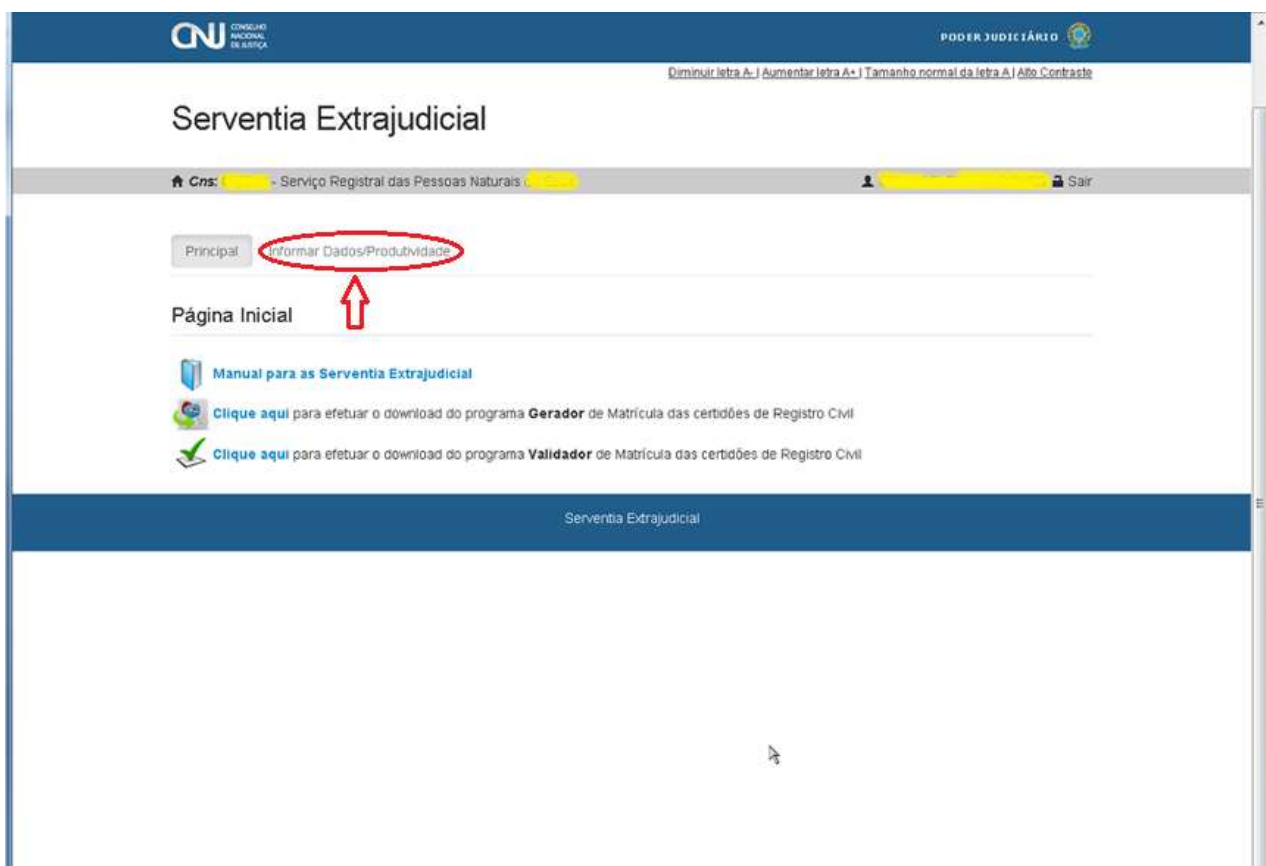 CNJ CONSELHO
NACIONAL
DE JUSTIÇA
PODER JUDICIÁRIO
Diminuir letra A- | Aumentar letra A+ | Tamanho normal da letra A | Alto Contraste
Serventia Extrajudicial
Cns: - Serviço Registral das Pessoas Naturais Sair
Principal Informar Dados/Produtividade
Página Inicial
Manual para as Serventia Extrajudicial
Clique aqui para efetuar o download do programa Gerador de Matrícula das certidões de Registro Civil
Clique aqui para efetuar o download do programa Validador de Matrícula das certidões de Registro Civil
Serventia Extrajudicial